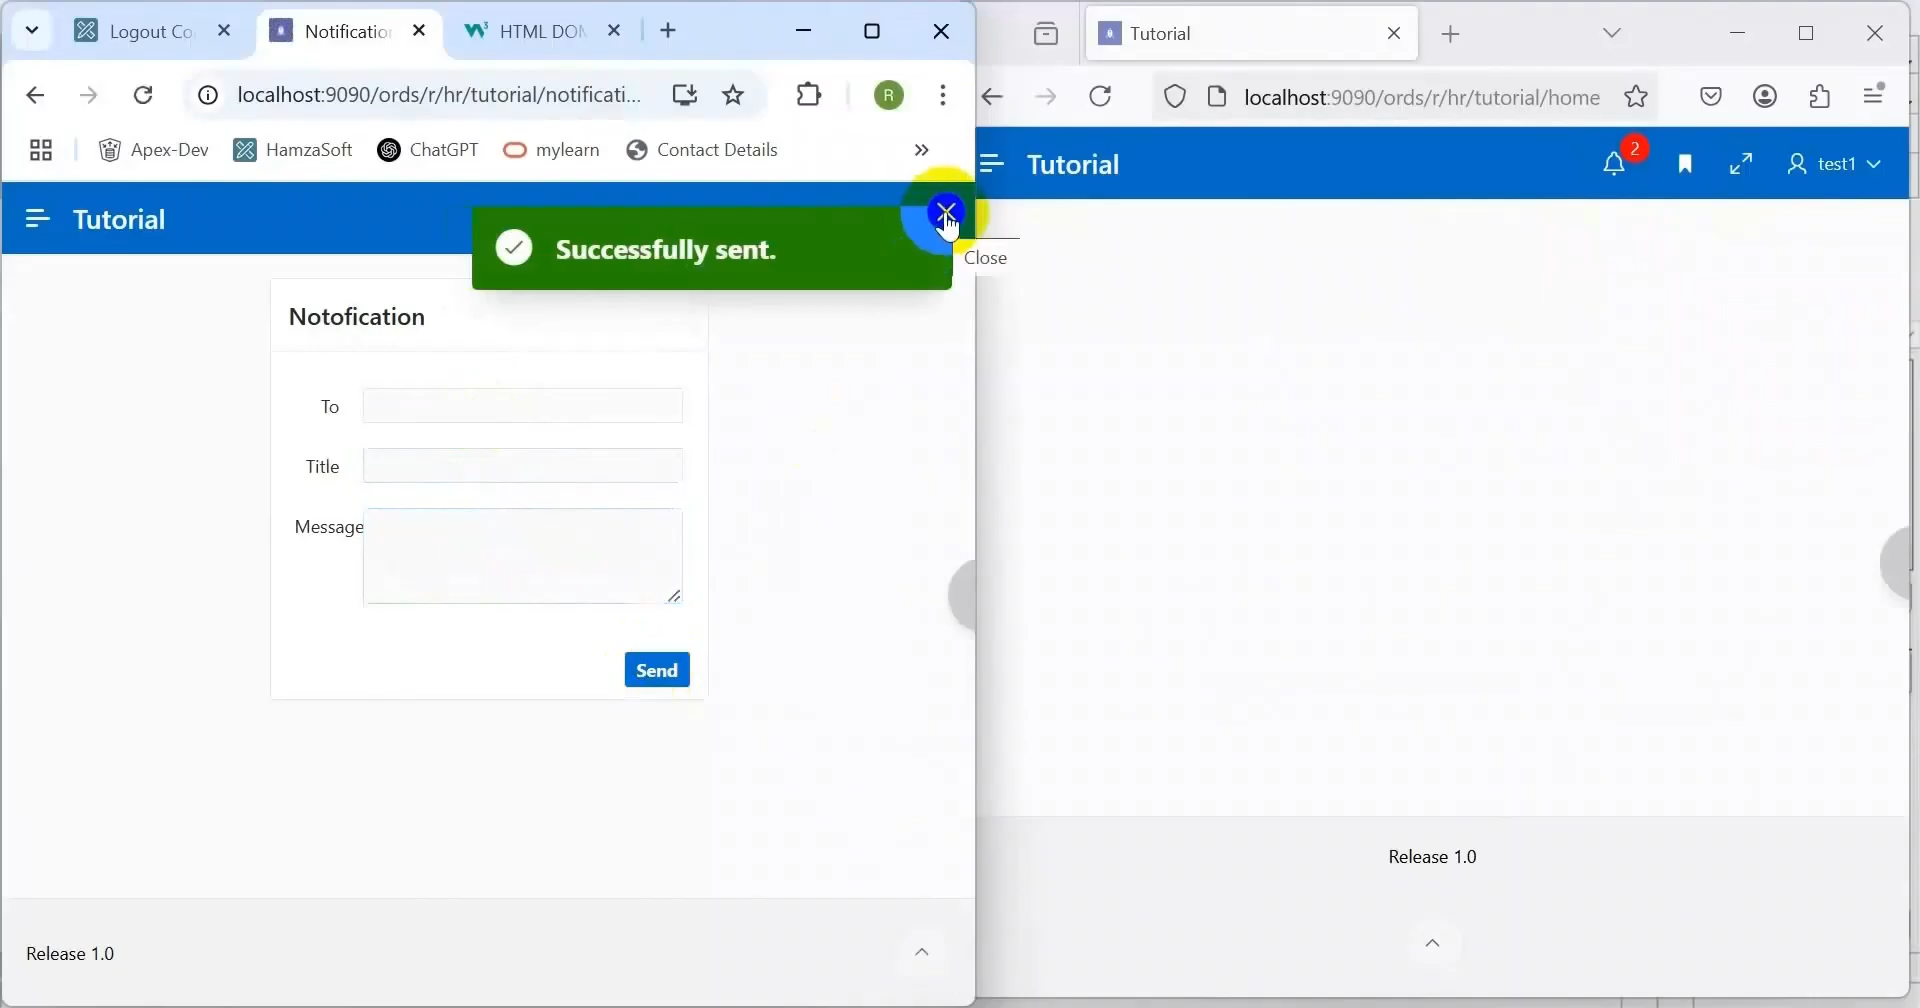 Logout Co
Notification
HTML DOM
localhost:9090/ords/r/hr/tutorial/notificati...
R
Apex-Dev
HamzaSoft
ChatGPT
mylearn
Contact Details
Tutorial
Successfully sent.
Close
Notofication
To
Title
Message
Send
Release 1.0
Tutorial
localhost:9090/ords/r/hr/tutorial/home
Tutorial
2
test1
Release 1.0